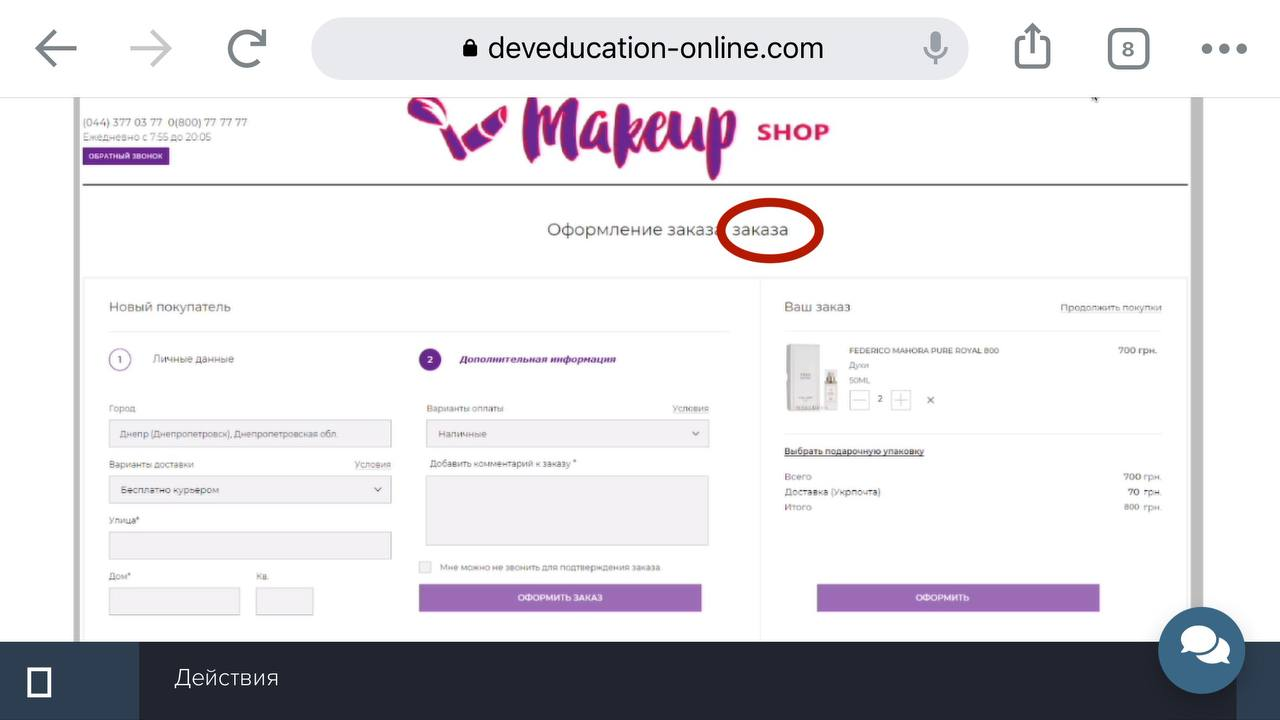 deveducation-online.com
8
(044) 377 03 77 0(800) 77 77 77
Ежедневно с 7:55 до 20:05
ОБРАТНЫЙ ЗВОНОК
Makeup SHOP
Оформление заказа заказа
Новый покупатель
1 Личные данные
2 Дополнительная информация
Город
Днепр (Днепропетровск), Днепропетровская обл.
Варианты доставки Условия
Бесплатно курьером
Улица*
Дом* Кв.
Варианты оплаты Условия
Наличные
Добавить комментарий к заказу *
Мне можно не звонить для подтверждения заказа.
ОФОРМИТЬ ЗАКАЗ
Ваш заказ Продолжить покупки
FEDERICO MAHORA PURE ROYAL 800 700 грн.
Духи
50ML
2
Выбрать подарочную упаковку
Всего 700 грн.
Доставка (Укрпочта) 70 грн.
Итого 800 грн.
ОФОРМИТЬ
Действия